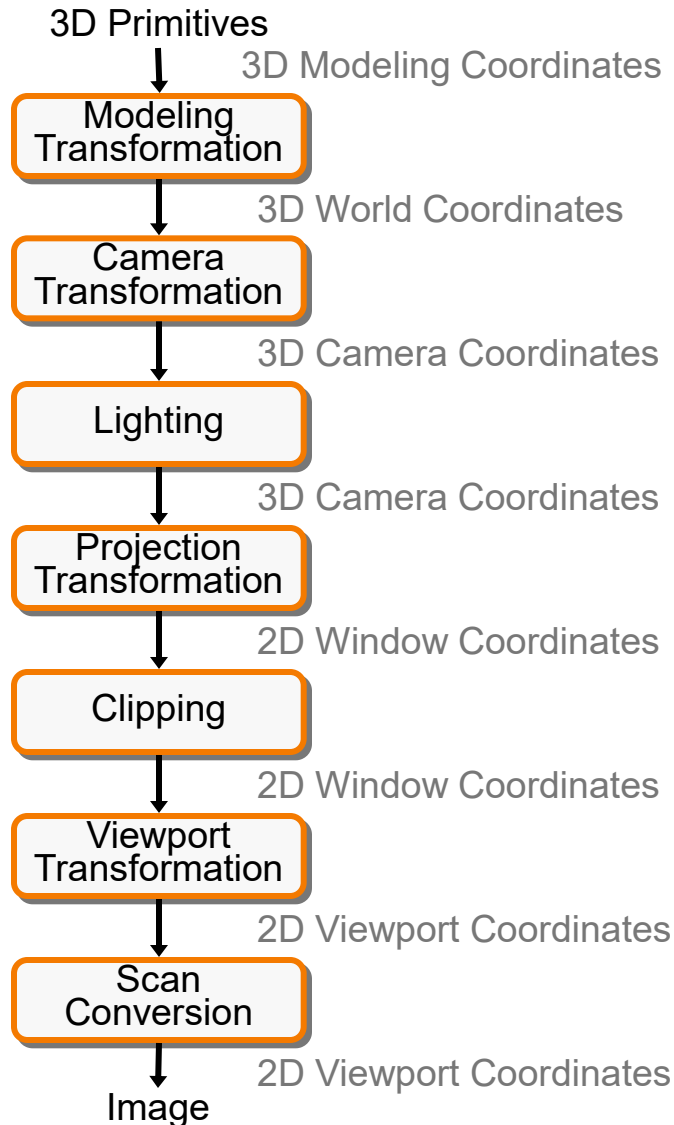 3D Primitives
3D Modeling Coordinates
Modeling
Transformation
3D World Coordinates
Camera
Transformation
3D Camera Coordinates
Lighting
3D Camera Coordinates
Projection
Transformation
2D Window Coordinates
Clipping
2D Window Coordinates
Viewport
Transformation
2D Viewport Coordinates
Scan
Conversion
2D Viewport Coordinates
Image